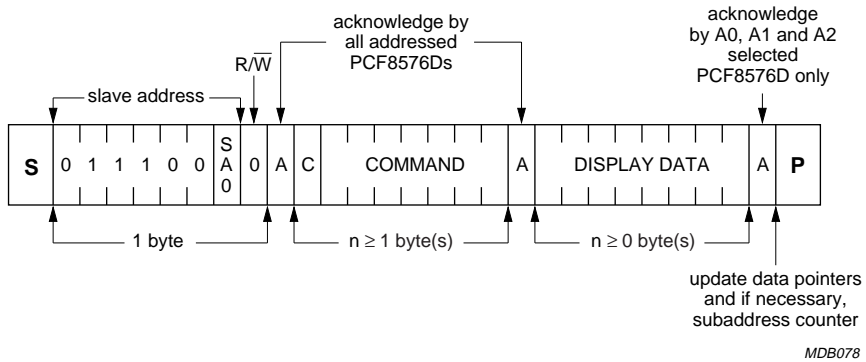 acknowledge by
all addressed
PCF8576Ds
acknowledge
by A0, A1 and A2
selected
PCF8576D only
R/W̅
slave address
S 0 1 1 1 0 0 SA0 0 A C COMMAND A DISPLAY DATA A P
1 byte
n ≥ 1 byte(s)
n ≥ 0 byte(s)
update data pointers
and if necessary,
subaddress counter
MDB078